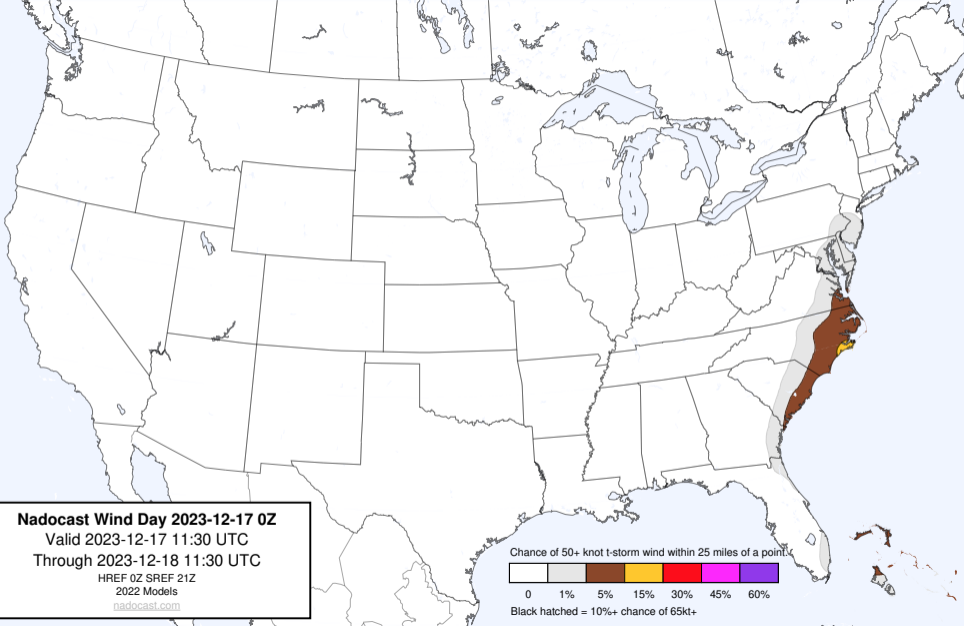 Nadocast Wind Day 2023-12-17 0Z
Valid 2023-12-17 11:30 UTC
Through 2023-12-18 11:30 UTC
HREF 0Z SREF 21Z
2022 Models
nadocast.com
Chance of 50+ knot t-storm wind within 25 miles of a point.
0 1% 5% 15% 30% 45% 60%
Black hatched = 10%+ chance of 65kt+